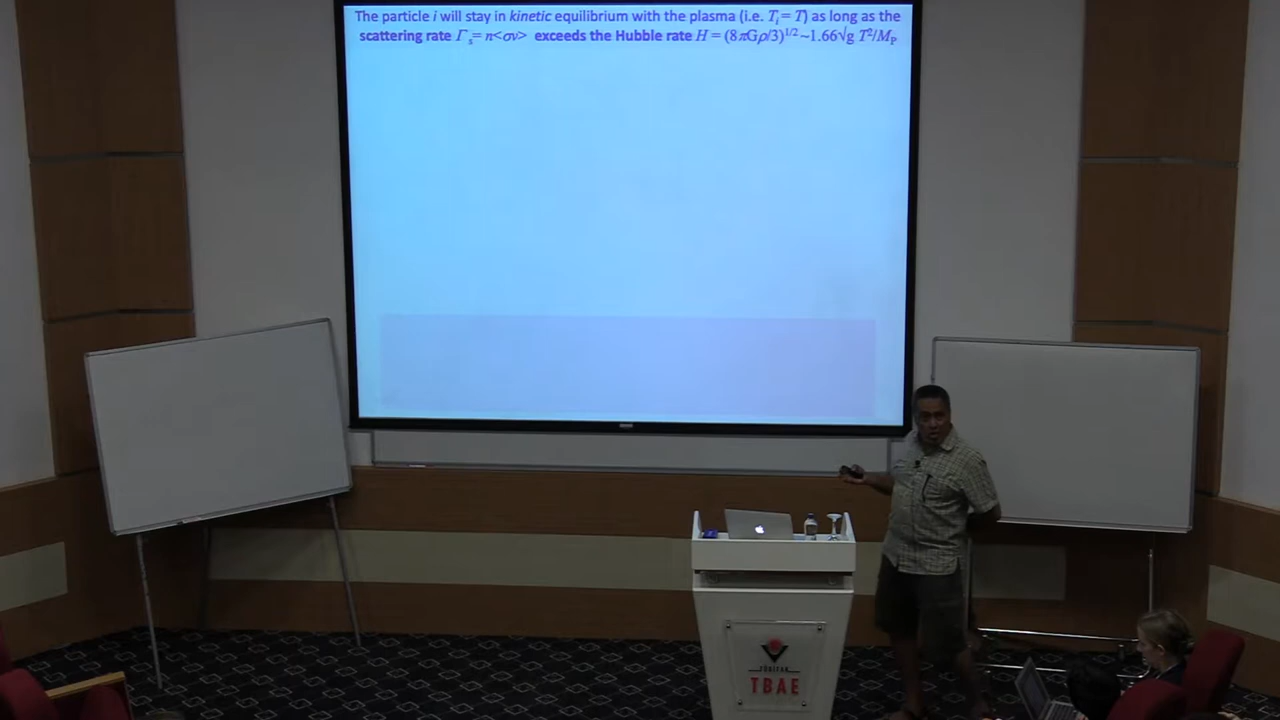 The particle i will stay in kinetic equilibrium with the plasma (i.e. Tᵢ = T) as long as the
scattering rate Γₛ = n<σv> exceeds the Hubble rate H = (8πGρ/3)^1/2 ~ 1.66√g T²/M_P
TÜBİTAK
TBAE